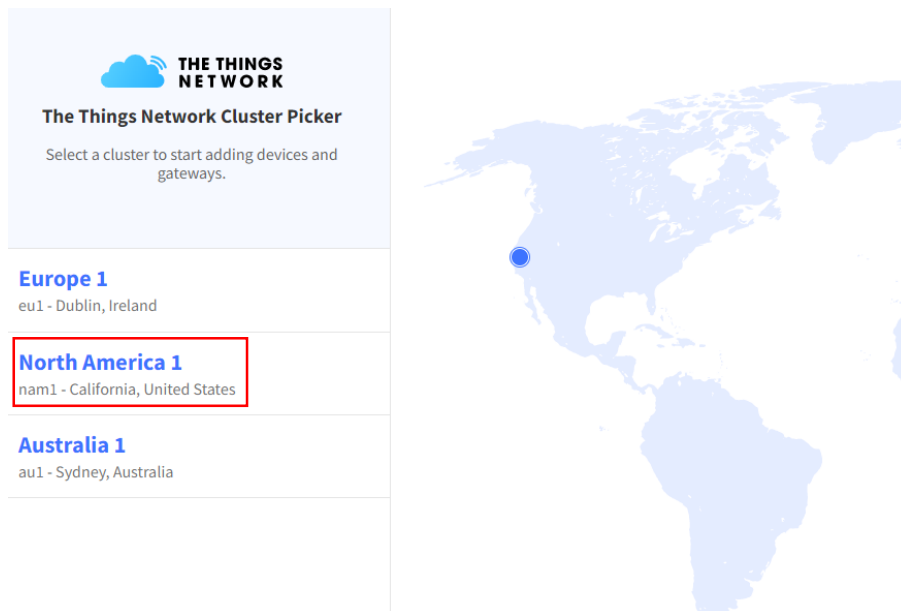 THE THINGS
NETWORK
The Things Network Cluster Picker
Select a cluster to start adding devices and
gateways.
Europe 1
eu1 - Dublin, Ireland
North America 1
nam1 - California, United States
Australia 1
au1 - Sydney, Australia